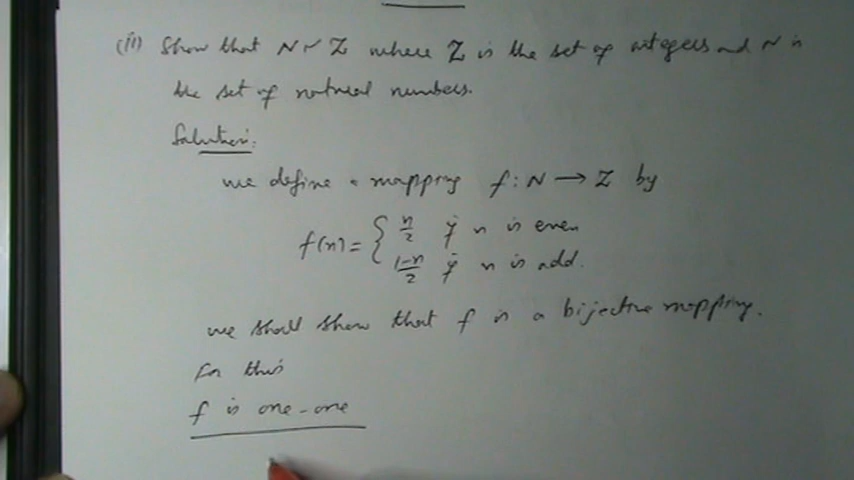 (ii) Show that N ~ Z where Z is the set of integers and N is
the set of natural numbers.
Solution:
we define a mapping f: N → Z by
f(n) = { n/2 if n is even
1-n/2 if n is odd.
we shall show that f is a bijective mapping.
For this
f is one-one